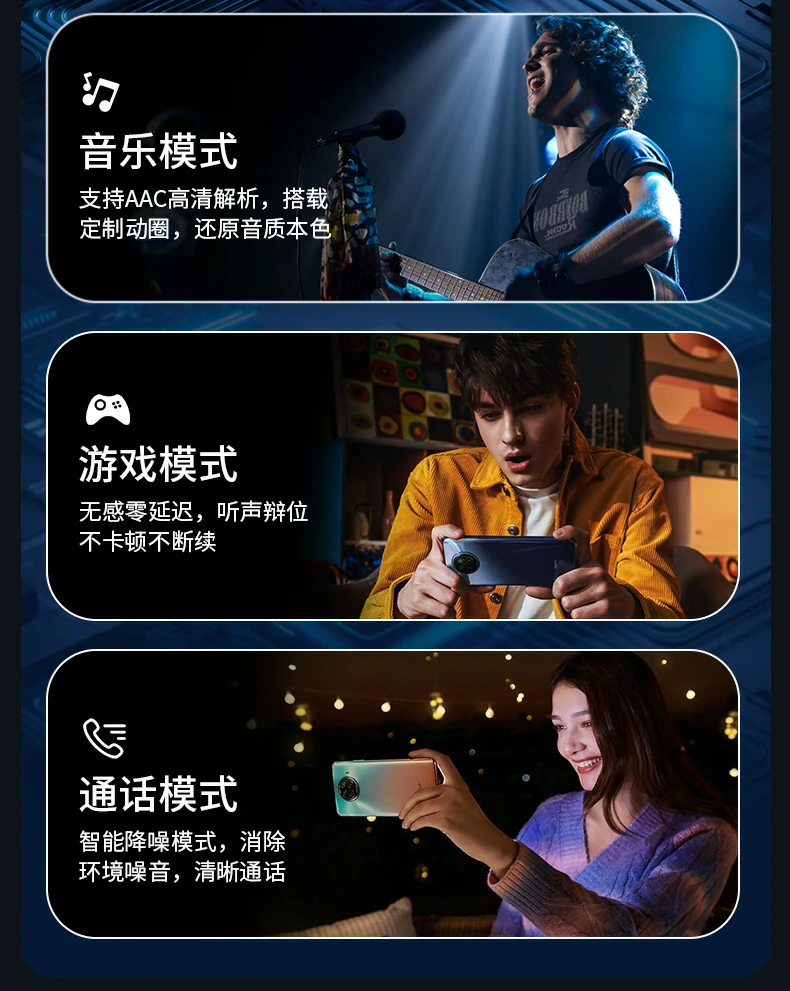 音乐模式
支持AAC高清解析，搭载
定制动圈，还原音质本色
游戏模式
无感零延迟，听声辩位
不卡顿不断续
通话模式
智能降噪模式，消除
环境噪音，清晰通话